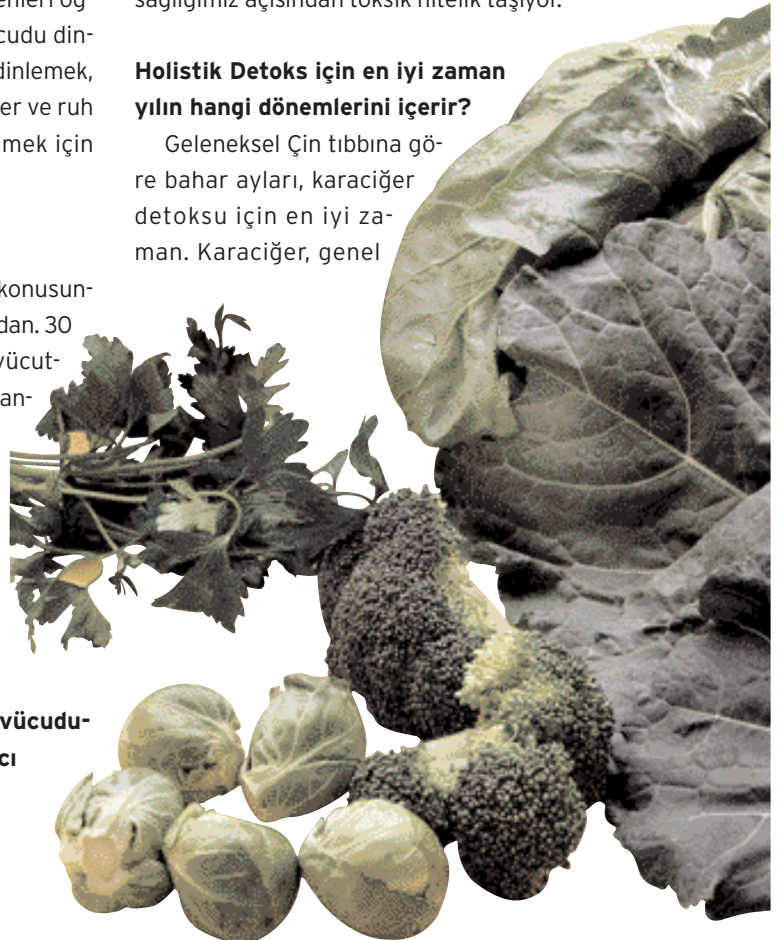 enleri öğ-
cudu din-
dinlemek,
er ve ruh
emek için
konusun-
dan. 30
vücut-
an-
vücudu-
cı
sağlığımız açısından toksik nitelik taşıyor.
Holistik Detoks için en iyi zaman
yılın hangi dönemlerini içerir?
Geleneksel Çin tıbbına gö-
re bahar ayları, karaciğer
detoksu için en iyi za-
man. Karaciğer, genel